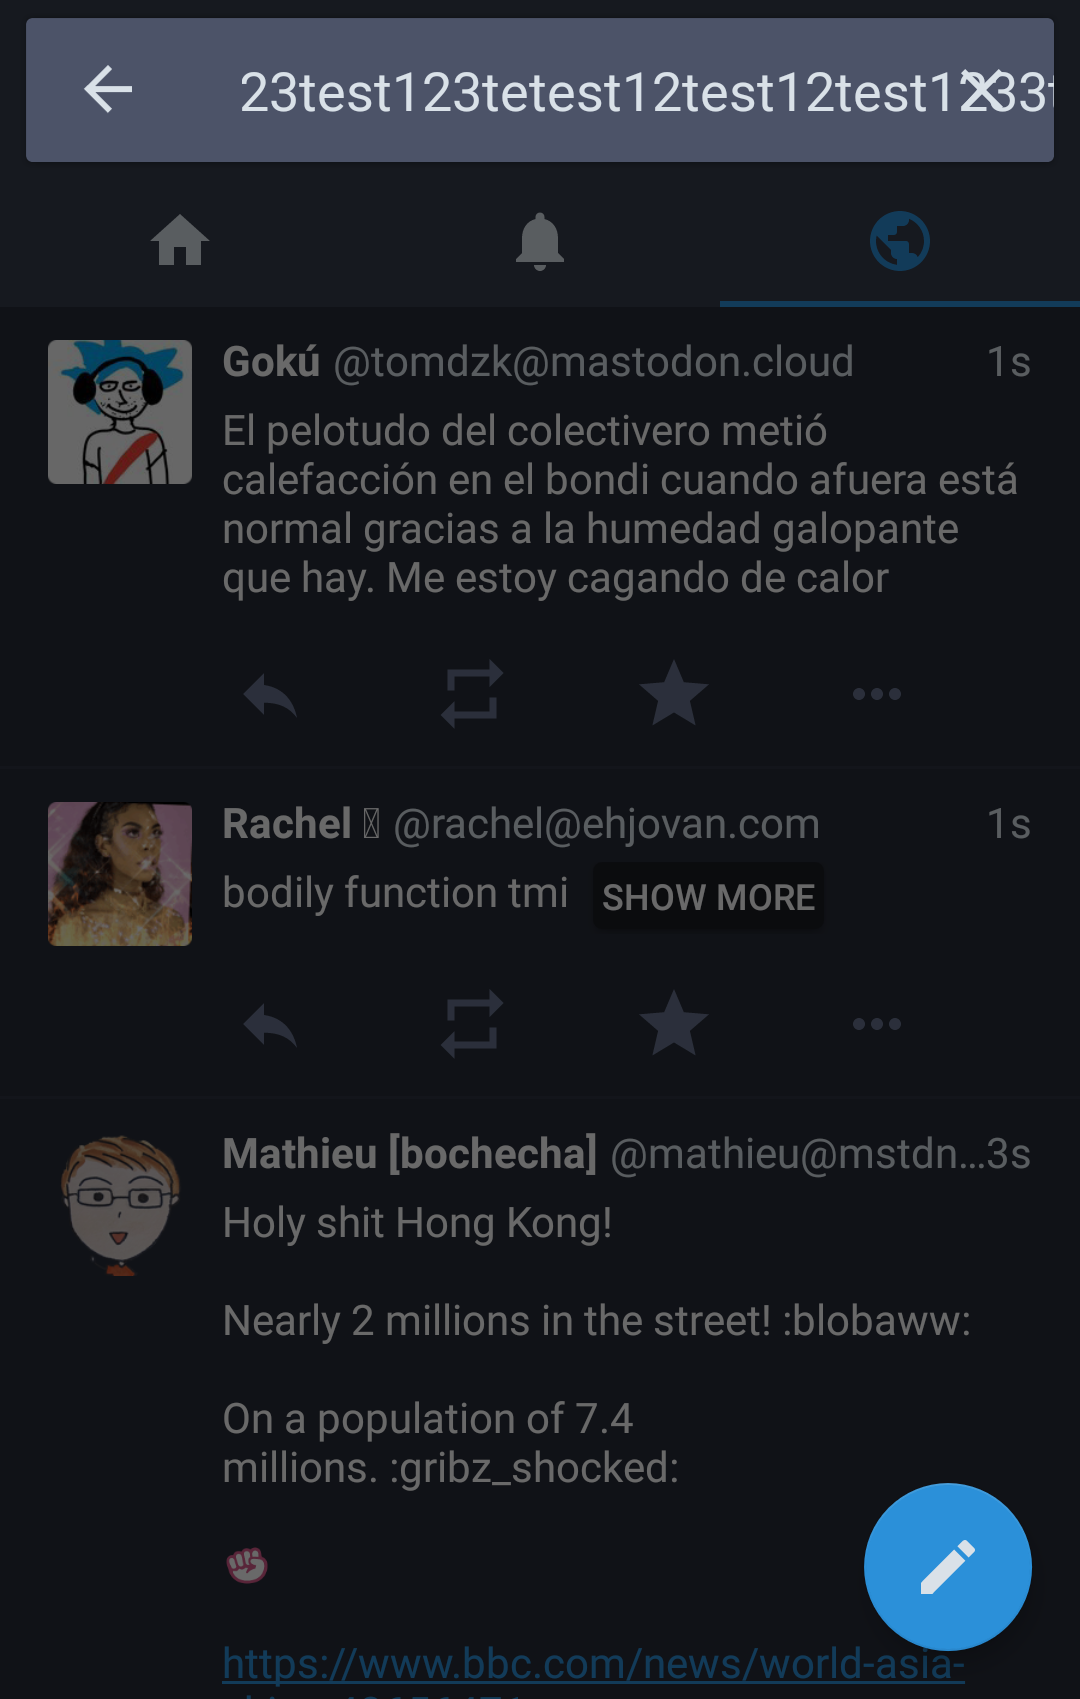 23test123tetest12test12test1233t
Gokú @tomdzk@mastodon.cloud 1s
El pelotudo del colectivero metió
calefacción en el bondi cuando afuera está
normal gracias a la humedad galopante
que hay. Me estoy cagando de calor
Rachel @rachel@ehjovan.com 1s
bodily function tmi SHOW MORE
Mathieu [bochecha] @mathieu@mstdn...3s
Holy shit Hong Kong!
Nearly 2 millions in the street! :blobaww:
On a population of 7.4
millions. :gribz_shocked:
✊
https://www.bbc.com/news/world-asia-